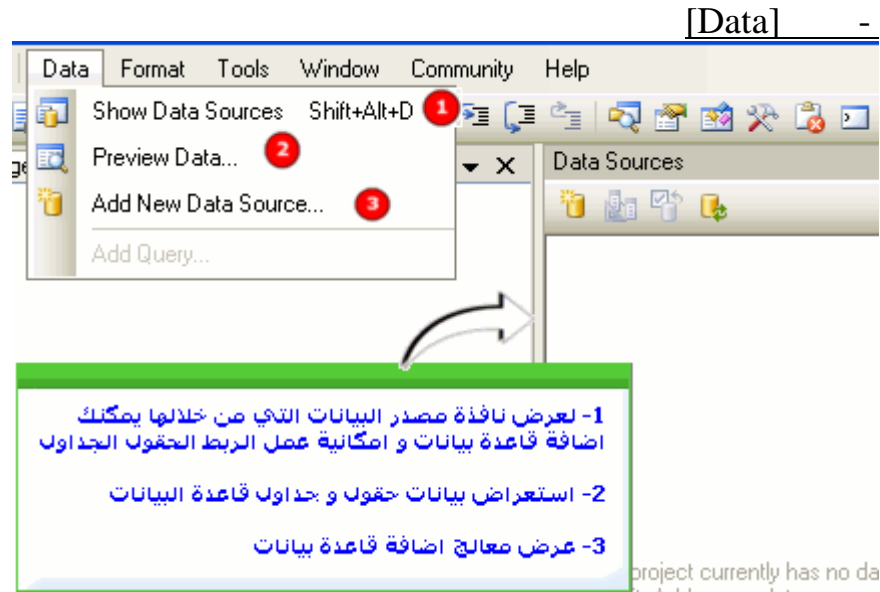 [Data] -
Data Format Tools Window Community Help
Show Data Sources Shift+Alt+D 1
Preview Data... 2
Add New Data Source... 3
Add Query...
Data Sources
1- لعرض نافذة مصدر البيانات التي من خلالها يمكنك
اضافة قاعدة بيانات و امكانية عمل الربط الحقول الجداول
2- استعراض بيانات حقول و جداول قاعدة البيانات
3- عرض معالج اضافة قاعدة بيانات
project currently has no da